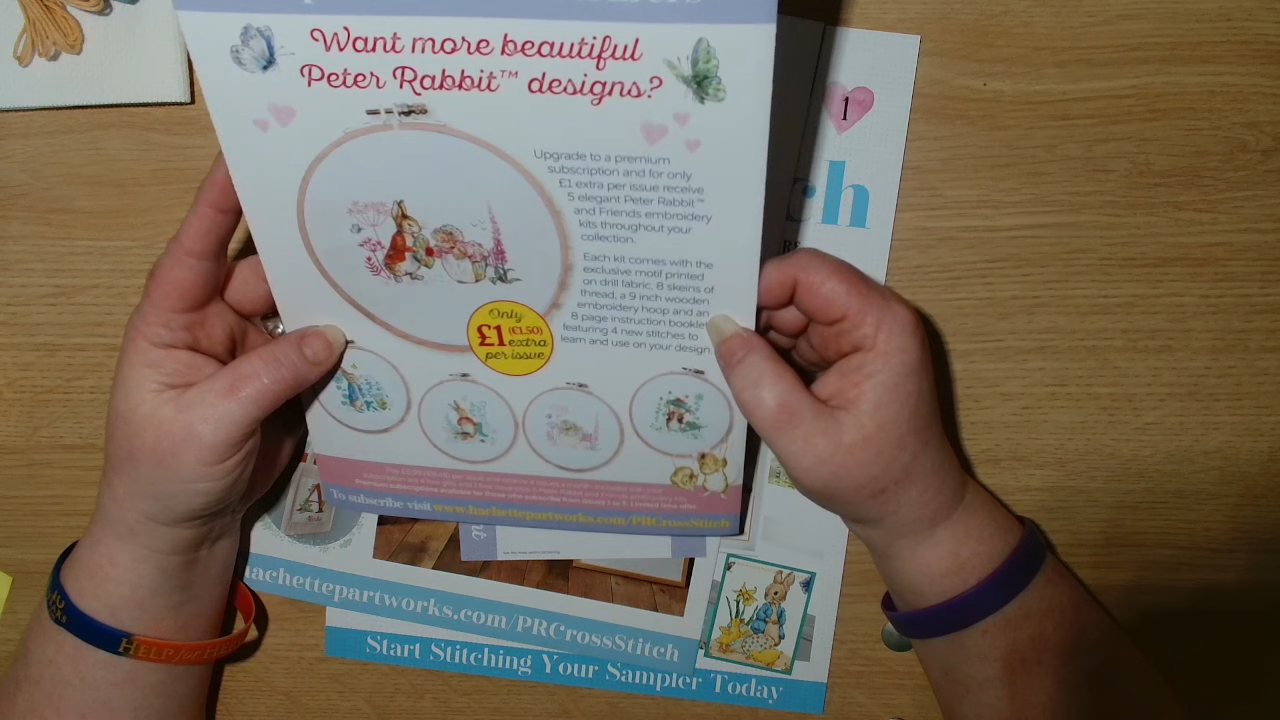 Want more beautiful
Peter Rabbit™ designs?
Upgrade to a premium
subscription and for only
£1 extra per issue receive
5 elegant Peter Rabbit™
and Friends embroidery
kits throughout your
collection.
Each kit comes with the
exclusive motif printed
on drill fabric, 8 skeins of
thread, a 9 inch wooden
embroidery hoop and an
8 page instruction booklet
featuring 4 new stitches to
learn and use on your design
Only
£1 (€1.50)
extra
per issue
To subscribe visit www.hachettepartworks.com/PRCrossStitch
1
ch
A
hachettepartworks.com/PRCrossStitch
Start Stitching Your Sampler Today
HELP for HE